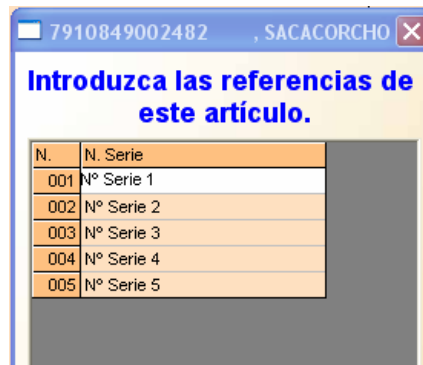 7910849002482 , SACACORCHO
Introduzca las referencias de
este artículo.
N. N. Serie
001 Nº Serie 1
002 Nº Serie 2
003 Nº Serie 3
004 Nº Serie 4
005 Nº Serie 5